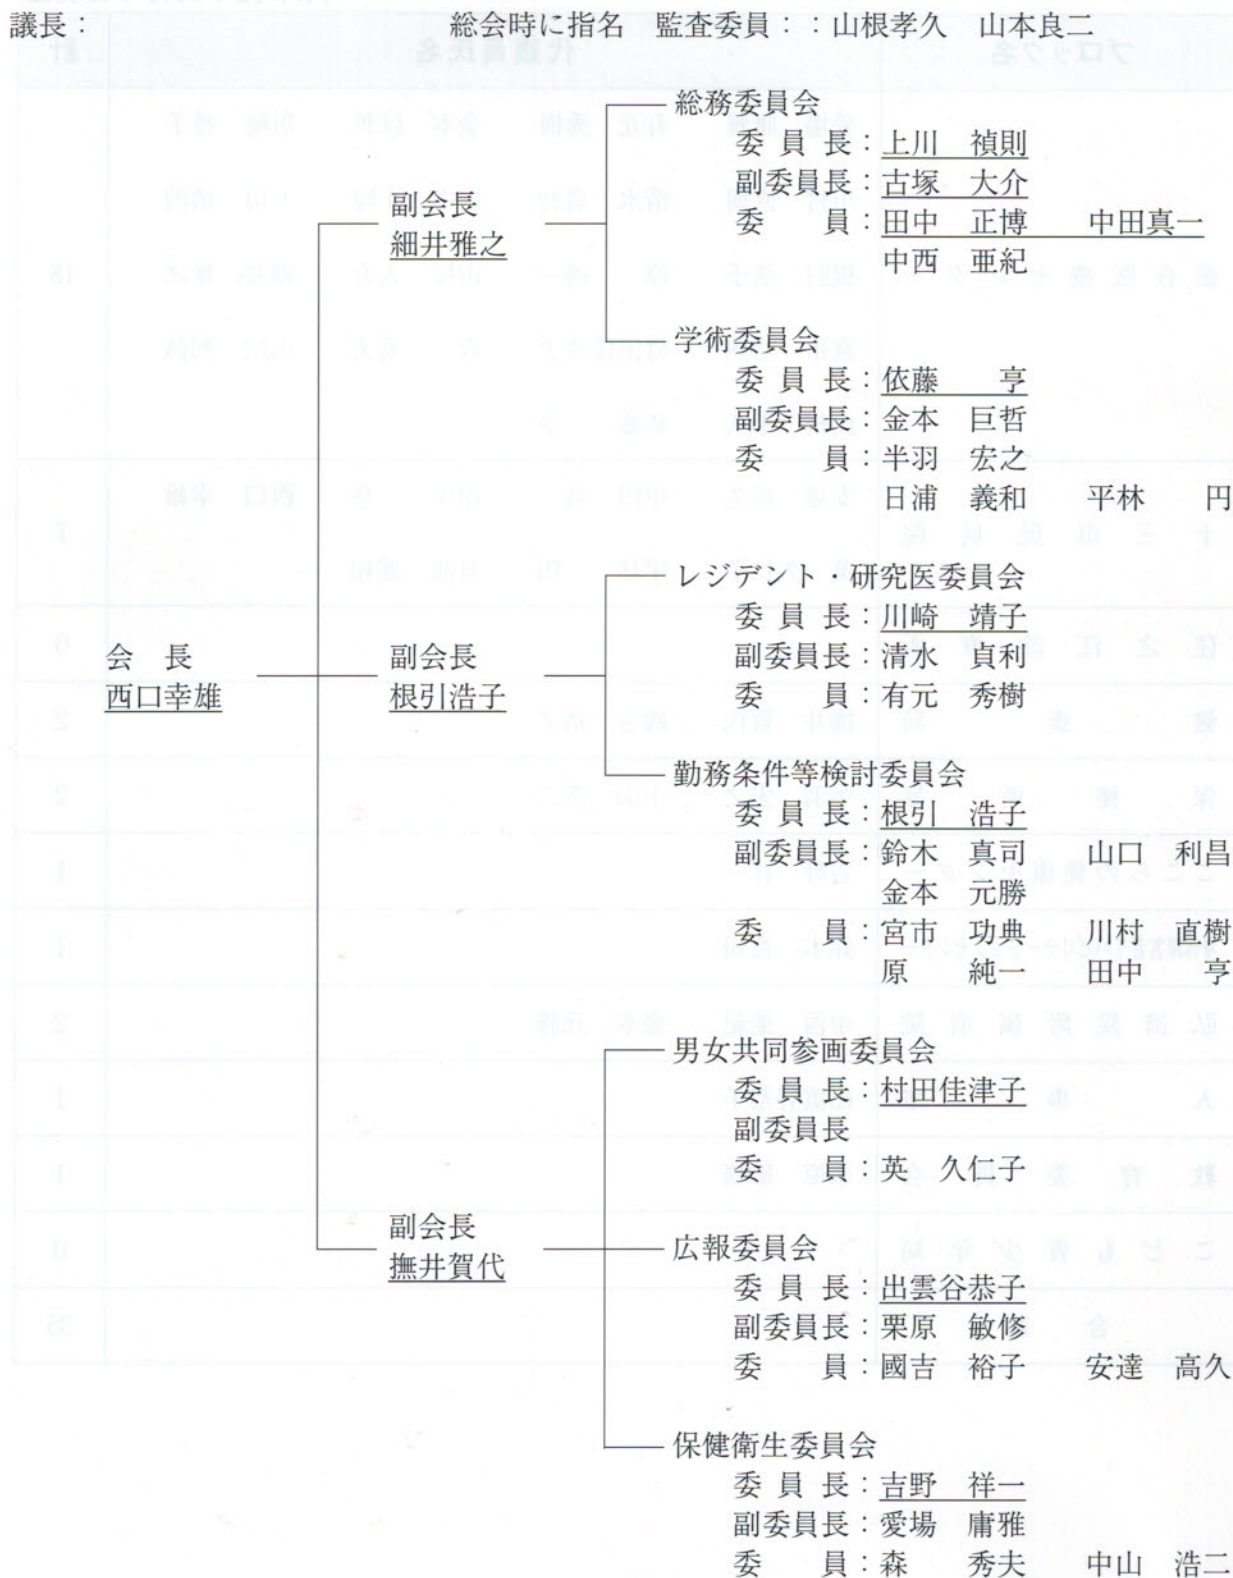 議長： 総会時に指名 監査委員：：山根孝久 山本良二
総務委員会
委員長：上川 禎則
副委員長：古塚 大介
委員：田中 正博 中田真一
中西 亜紀
副会長
細井雅之
学術委員会
委員長：依藤 亨
副委員長：金本 巨哲
委員：半羽 宏之
日浦 義和 平林 円
レジデント・研究医委員会
委員長：川崎 靖子
副委員長：清水 貞利
委員：有元 秀樹
会長
西口幸雄
副会長
根引浩子
勤務条件等検討委員会
委員長：根引 浩子
副委員長：鈴木 真司 山口 利昌
金本 元勝
委員：宮市 功典 川村 直樹
原 純一 田中 亨
男女共同参画委員会
委員長：村田佳津子
副委員長
委員：英 久仁子
副会長
撫井賀代
広報委員会
委員長：出雲谷恭子
副委員長：栗原 敏修
委員：國吉 裕子 安達 高久
保健衛生委員会
委員長：吉野 祥一
副委員長：愛場 庸雅
委員：森 秀夫 中山 浩二